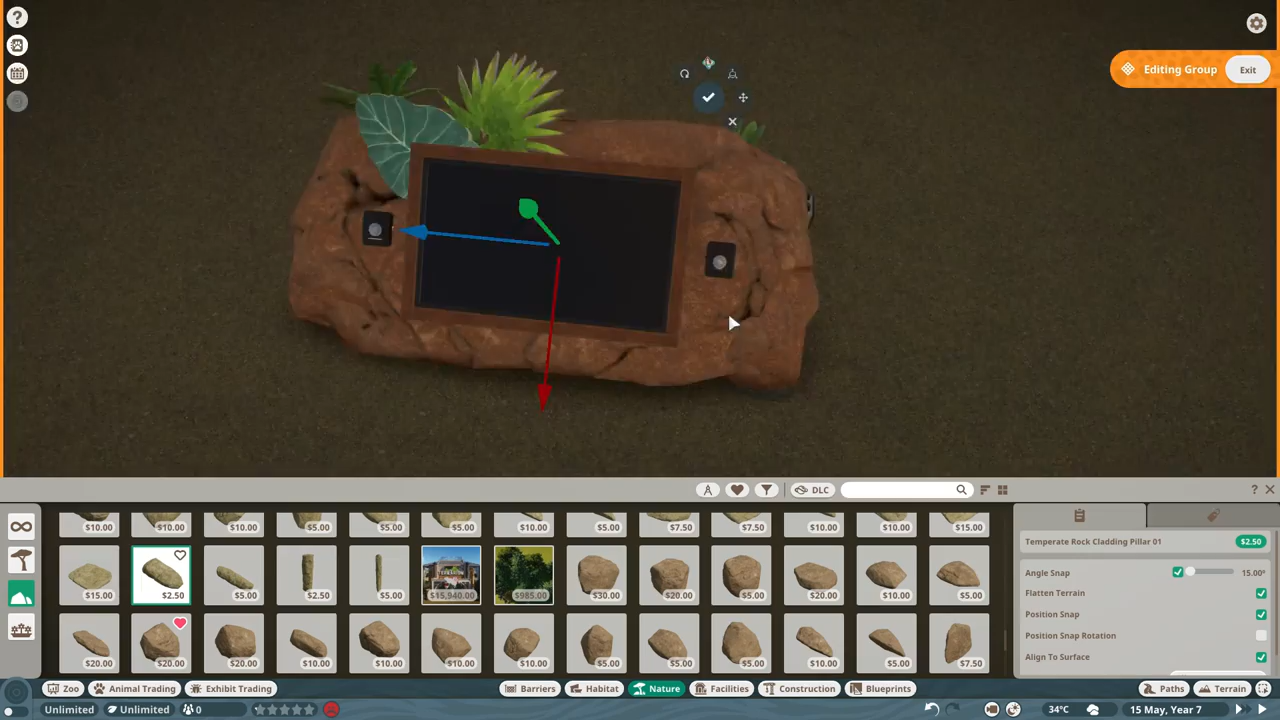 Editing Group Exit
DLC
$10.00 $10.00 $10.00 $5.00 $5.00 $5.00 $10.00 $5.00 $7.50 $7.50 $10.00 $10.00 $15.00
$15.00 $2.50 $5.00 $2.50 $5.00 $15,940.00 $985.00 $30.00 $20.00 $5.00 $20.00 $10.00 $5.00
$20.00 $20.00 $20.00 $10.00 $10.00 $10.00 $10.00 $5.00 $5.00 $5.00 $10.00 $5.00 $7.50
Temperate Rock Cladding Pillar 01 $2.50
Angle Snap 15.00°
Flatten Terrain
Position Snap
Position Snap Rotation
Align To Surface
Zoo Animal Trading Exhibit Trading Barriers Habitat Nature Facilities Construction Blueprints Paths Terrain
Unlimited Unlimited 0 34°C 15 May, Year 7